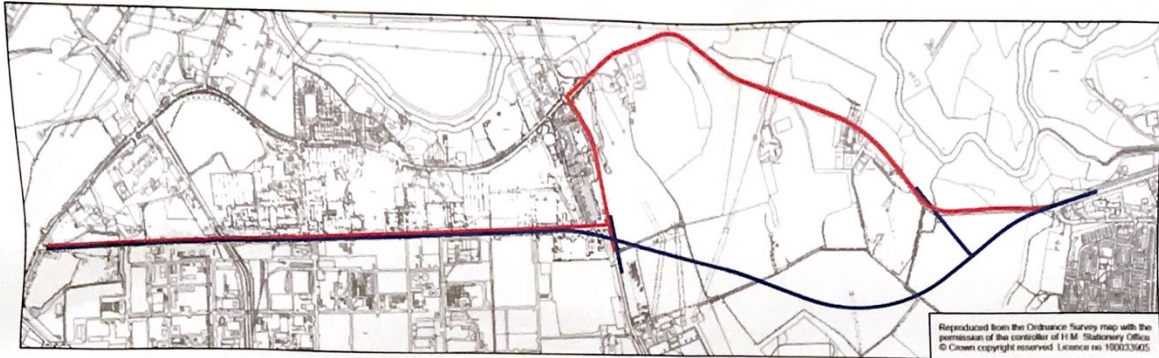 Reproduced from the Ordnance Survey map with the
permission of the controller of H.M. Stationery Office
© Crown copyright reserved. Licence no 100033905